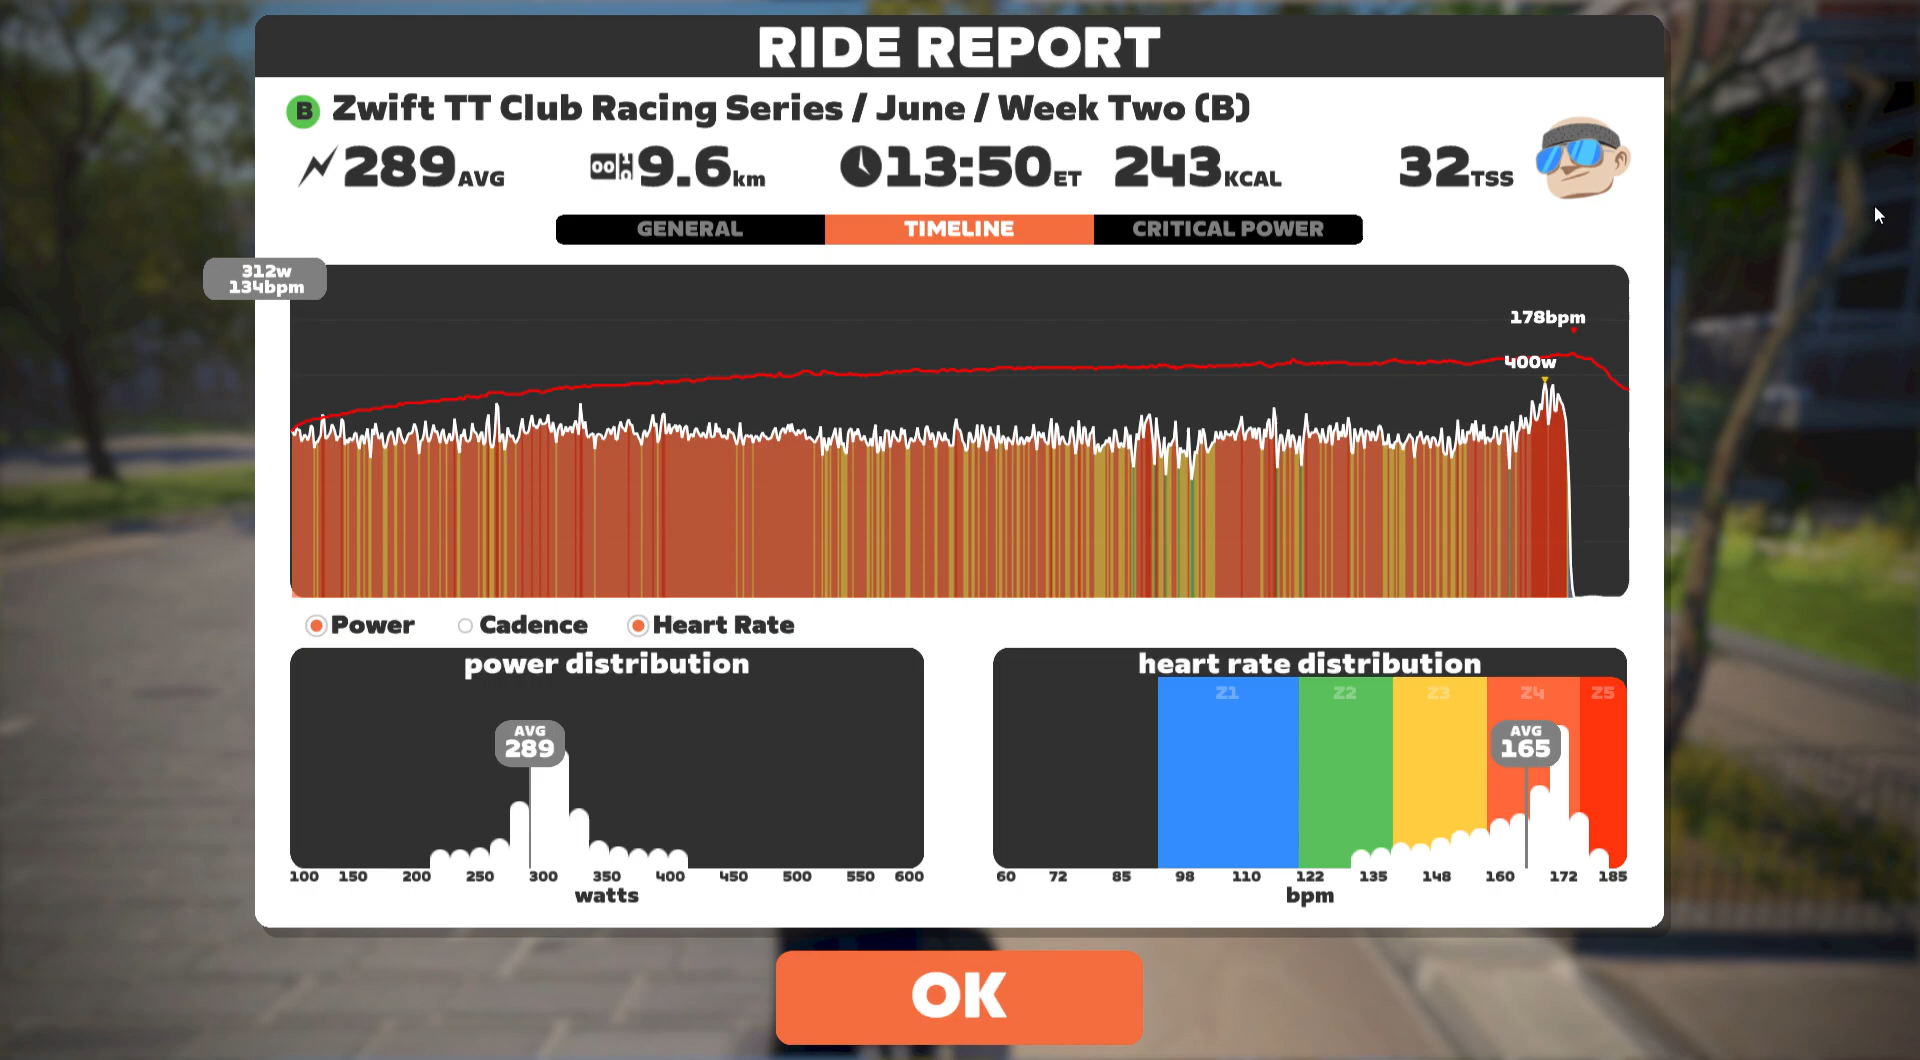 RIDE REPORT
B Zwift TT Club Racing Series / June / Week Two (B)
289AVG 9.6km 13:50ET 243KCAL 32TSS
GENERAL TIMELINE CRITICAL POWER
312w
134bpm
178bpm
400w
Power Cadence Heart Rate
power distribution
AVG
289
100 150 200 250 300 350 400 450 500 550 600
watts
heart rate distribution
Z1 Z2 Z3 Z4 Z5
AVG
165
60 72 85 98 110 122 135 148 160 172 185
bpm
OK